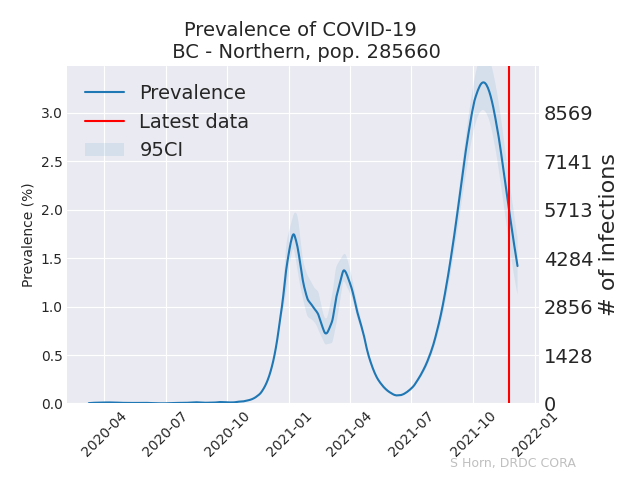 Prevalence of COVID-19
BC - Northern, pop. 285660
Prevalence
Latest data
95CI
Prevalence (%)
3.0
2.5
2.0
1.5
1.0
0.5
0.0
8569
7141
5713
4284
2856
1428
0
# of infections
2020-04
2020-07
2020-10
2021-01
2021-04
2021-07
2021-10
2022-01
S Horn, DRDC CORA